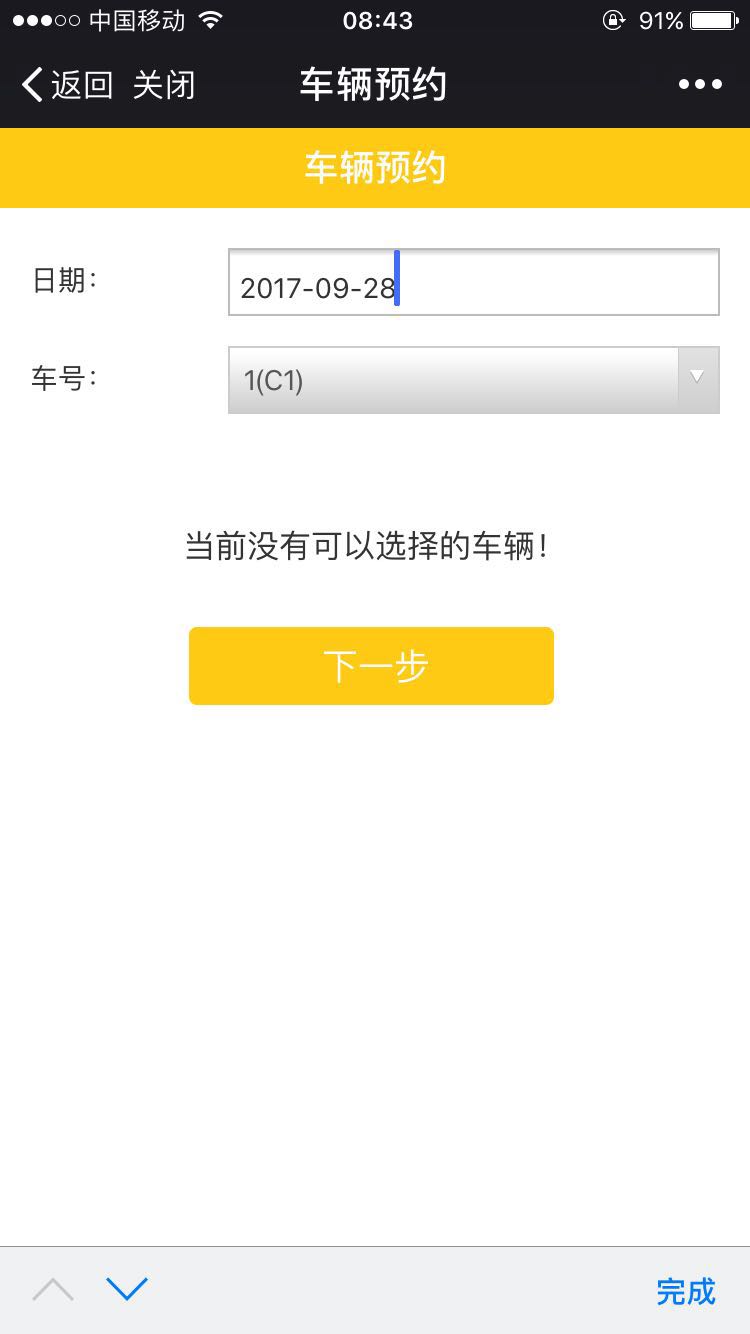 中国移动 08:43 91%
返回 关闭 车辆预约
车辆预约
日期： 2017-09-28
车号： 1(C1)
当前没有可以选择的车辆！
下一步
完成